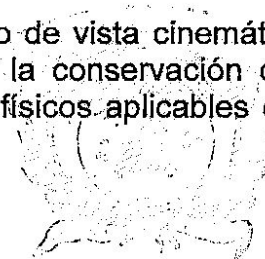 o de vista cinemát
la conservación
físicos aplicables